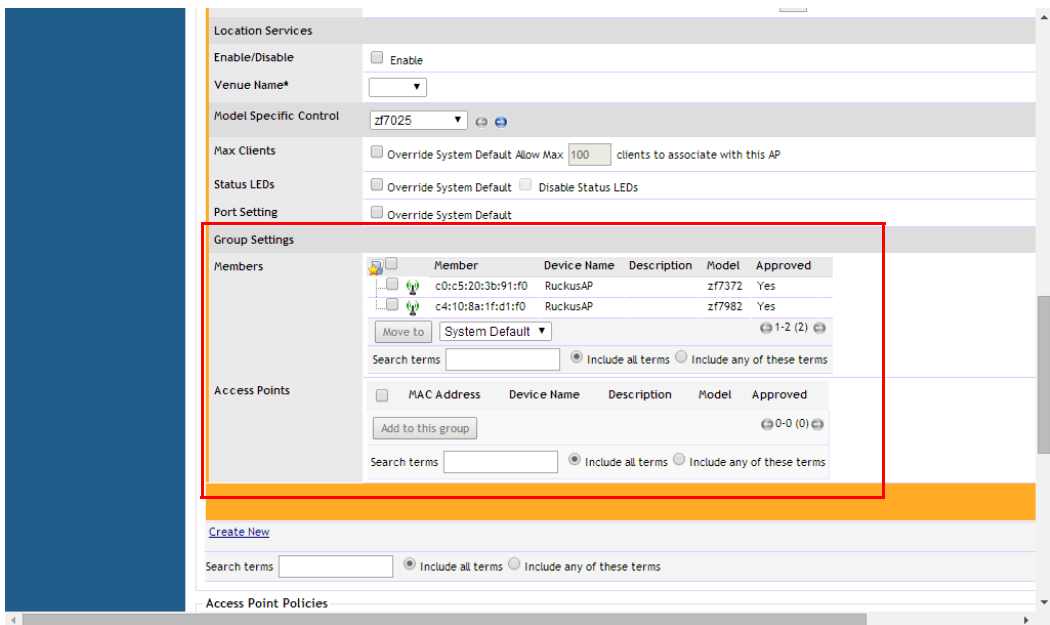 Location Services
Enable/Disable Enable
Venue Name*
Model Specific Control zf7025
Max Clients Override System Default Allow Max 100 clients to associate with this AP
Status LEDs Override System Default Disable Status LEDs
Port Setting Override System Default
Group Settings
Members Member Device Name Description Model Approved
c0:c5:20:3b:91:f0 RuckusAP zf7372 Yes
c4:10:8a:1f:d1:f0 RuckusAP zf7982 Yes
Move to System Default 1-2 (2)
Search terms Include all terms Include any of these terms
Access Points MAC Address Device Name Description Model Approved
Add to this group 0-0 (0)
Search terms Include all terms Include any of these terms
Create New
Search terms Include all terms Include any of these terms
Access Point Policies